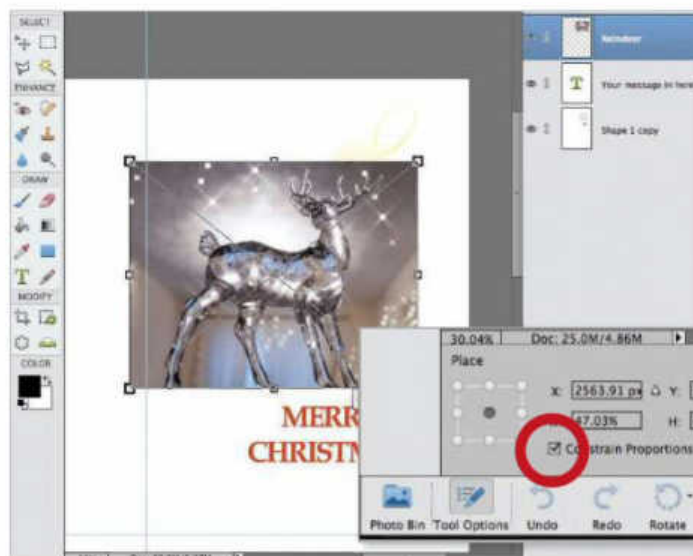 SELECT
ENHANCE
DRAW
MODIFY
COLOR
Reindeer
T Your message in here
Shape 1 copy
MERR
CHRISTM
30.04% Doc: 25.0M/4.86M
Place
X: 2563.91 px Y:
47.03% H:
Constrain Proportions
Photo Bin Tool Options Undo Redo Rotate